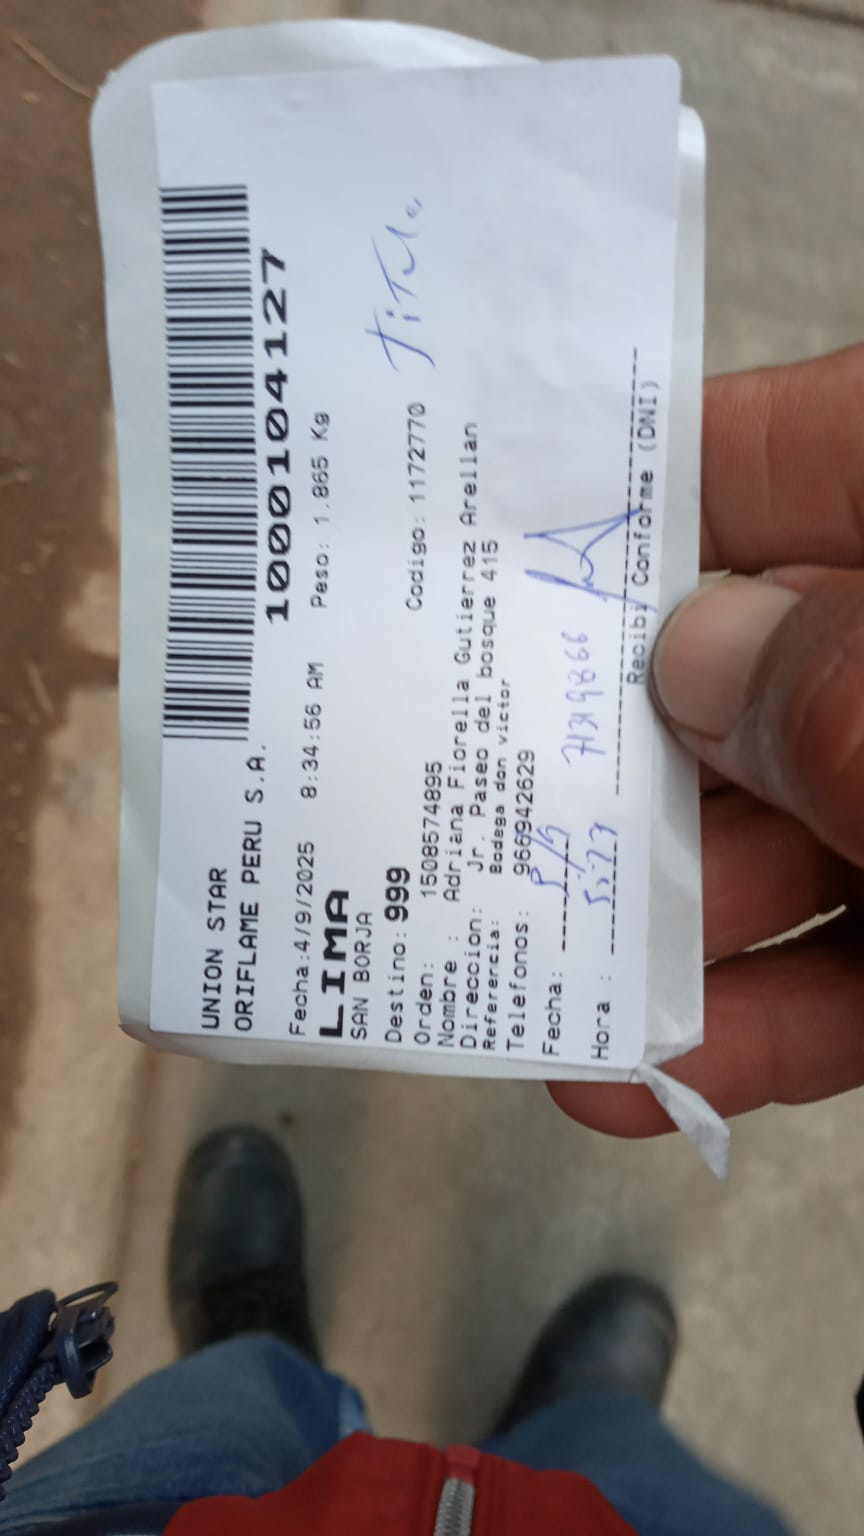 UNION STAR
ORIFLAME PERU S.A.
1000104127
Fecha:4/9/2025 8:34:56 AM Peso: 1.865 Kg
LIMA
SAN BORJA
Destino: 999
Orden: 1508574895 Codigo: 1172770
Nombre : Adriana Fiorella Gutierrez Arellan
Direccion: Jr. Paseo del bosque 415
Referencia: Bodega don victor
Telefonos: 966942629
Fecha: 5/9
Hora :
Recibi Conforme (DNI)